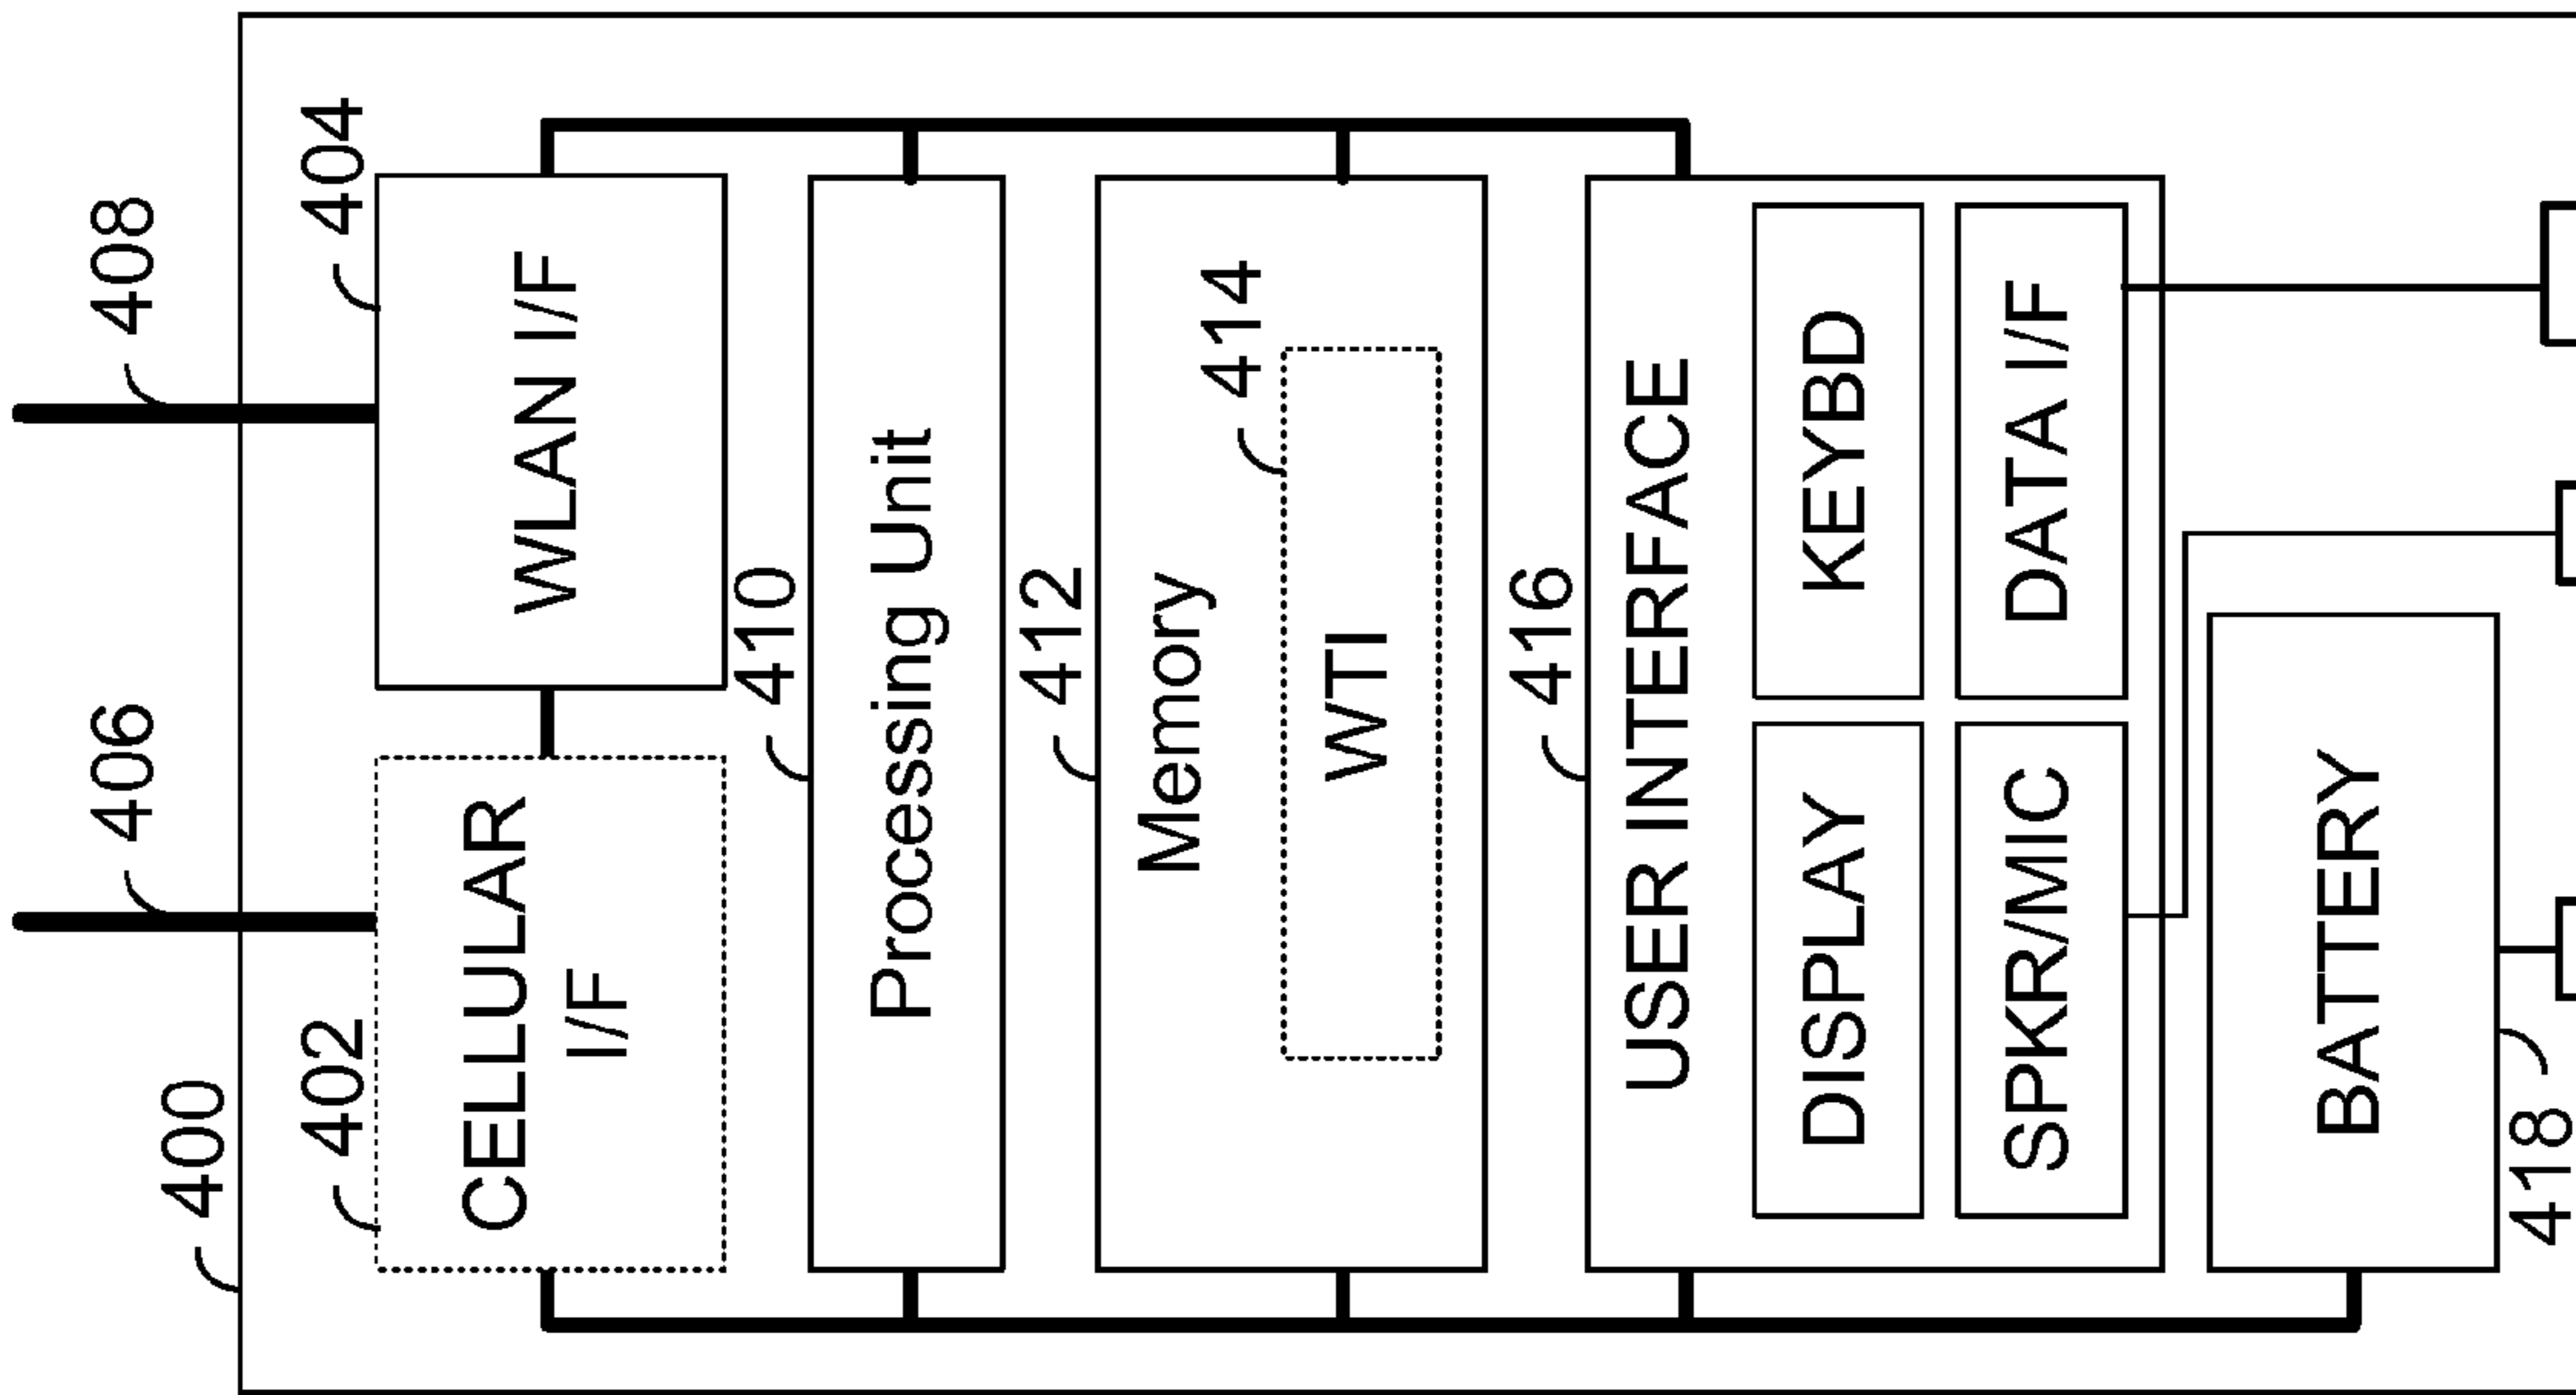 406
408
400
402
404
CELLULAR
I/F
WLAN I/F
410
Processing Unit
412
Memory
414
WTI
416
USER INTERFACE
DISPLAY
KEYBD
SPKR/MIC
DATA I/F
BATTERY
418